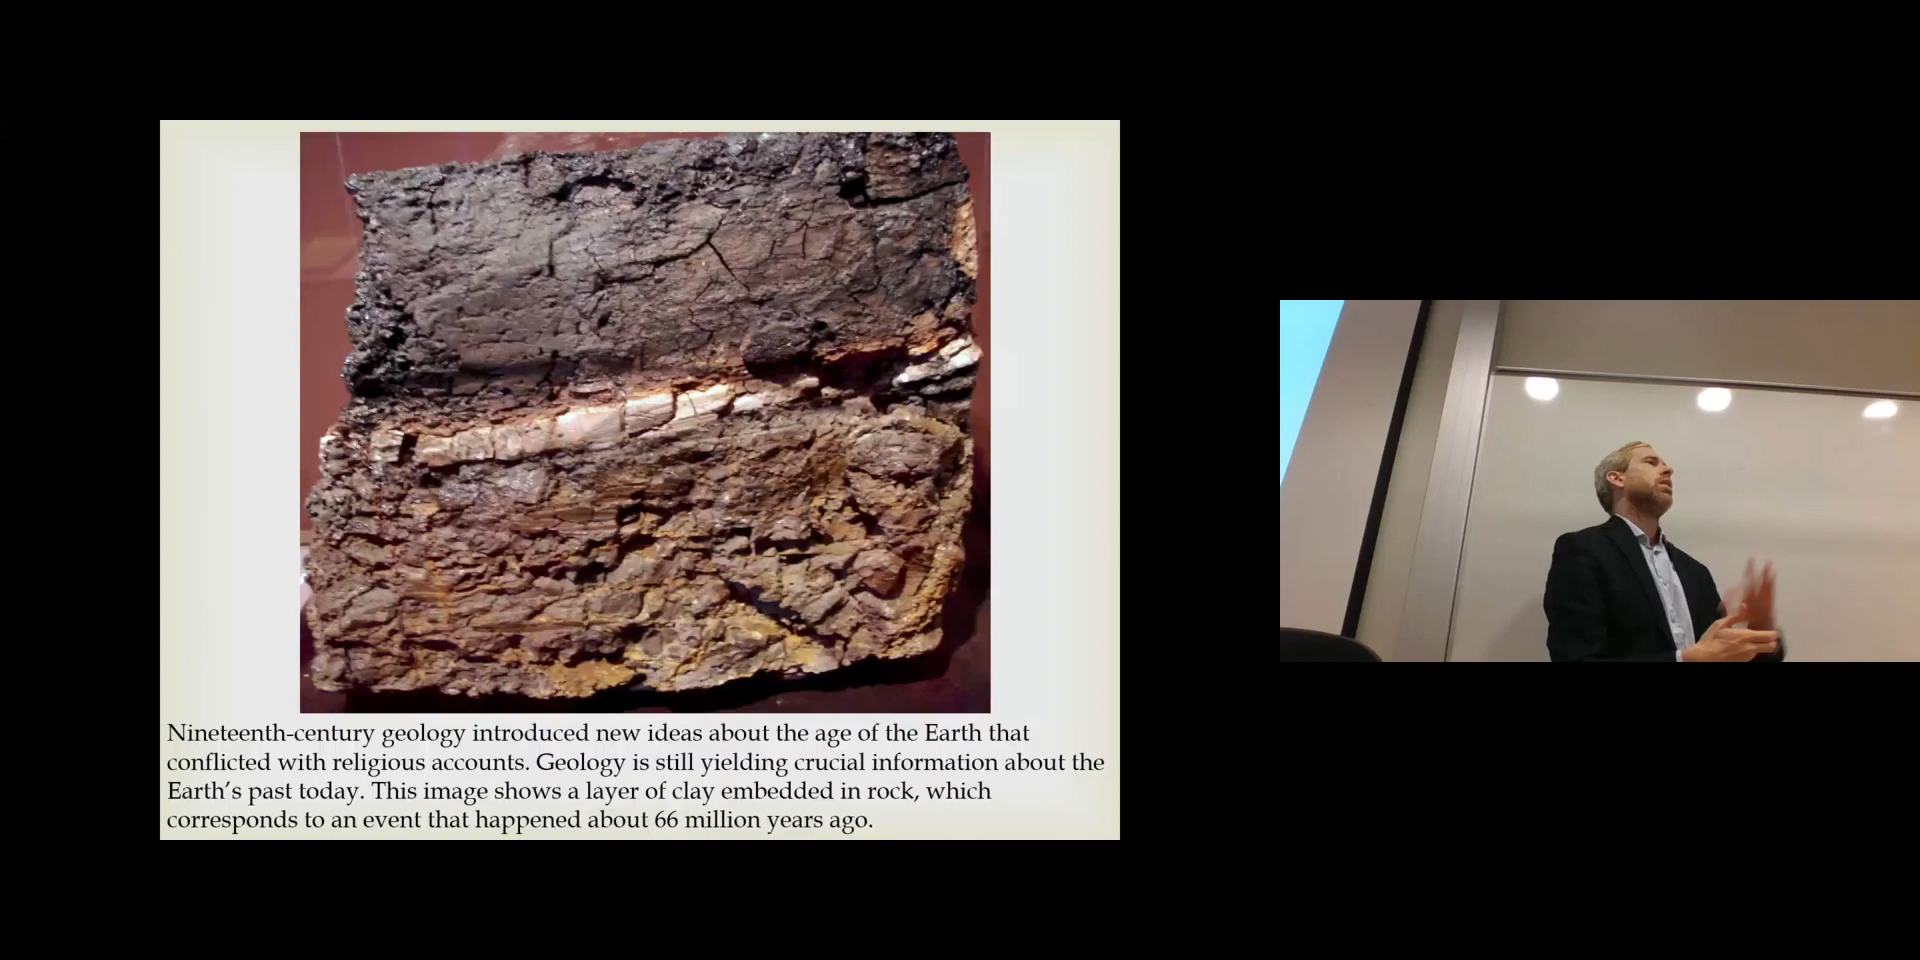 Nineteenth-century geology introduced new ideas about the age of the Earth that
conflicted with religious accounts. Geology is still yielding crucial information about the
Earth’s past today. This image shows a layer of clay embedded in rock, which
corresponds to an event that happened about 66 million years ago.